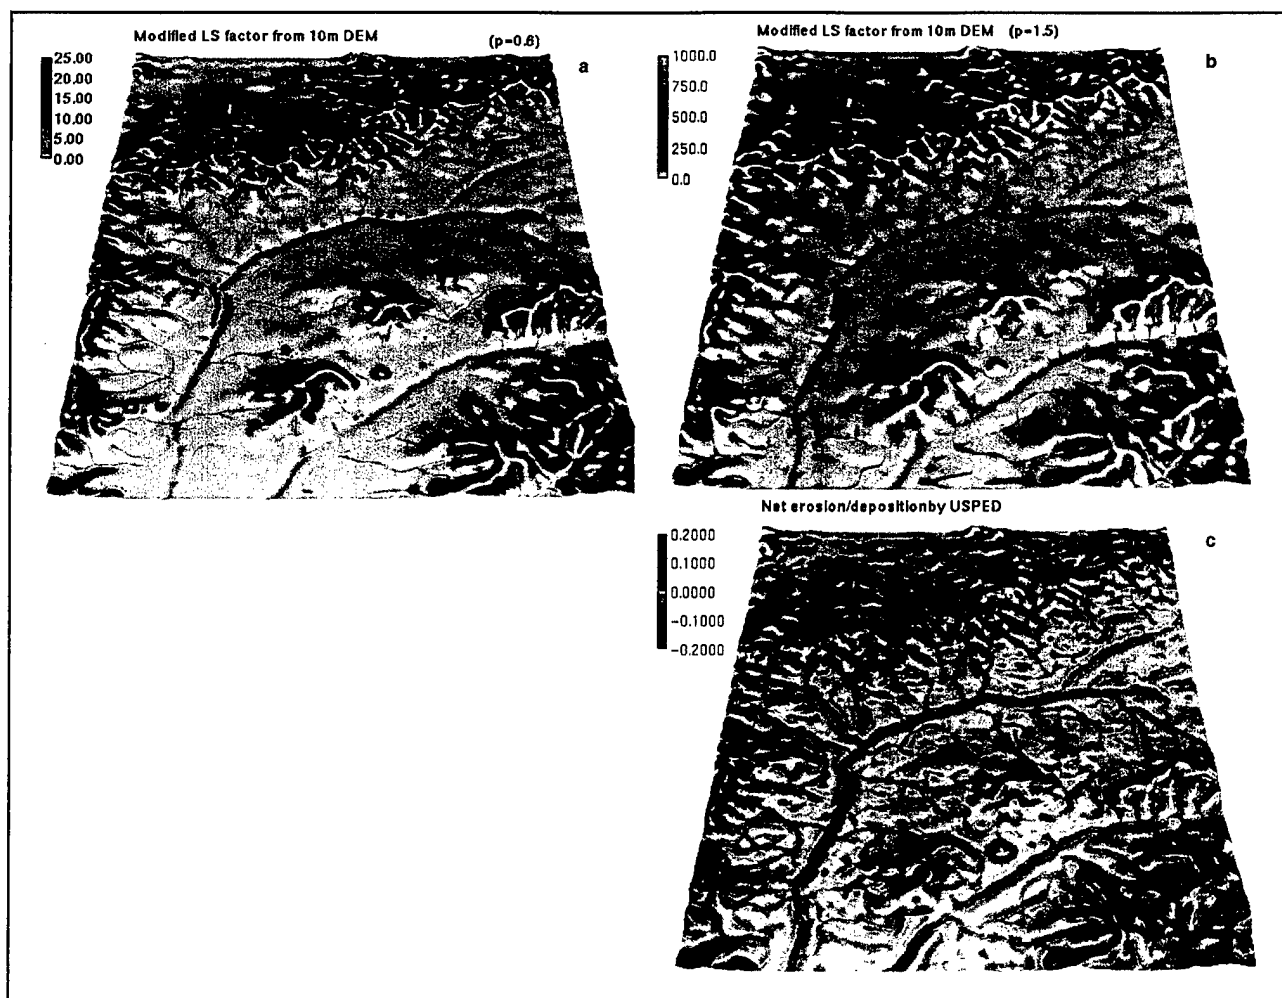 Modified LS factor from 10m DEM (p=0.6)
a
25.00
20.00
15.00
10.00
5.00
0.00
Modified LS factor from 10m DEM (p=1.5)
b
1000.0
750.0
500.0
250.0
0.0
Net erosion/depositionby USPED
c
0.2000
0.1000
0.0000
-0.1000
-0.2000